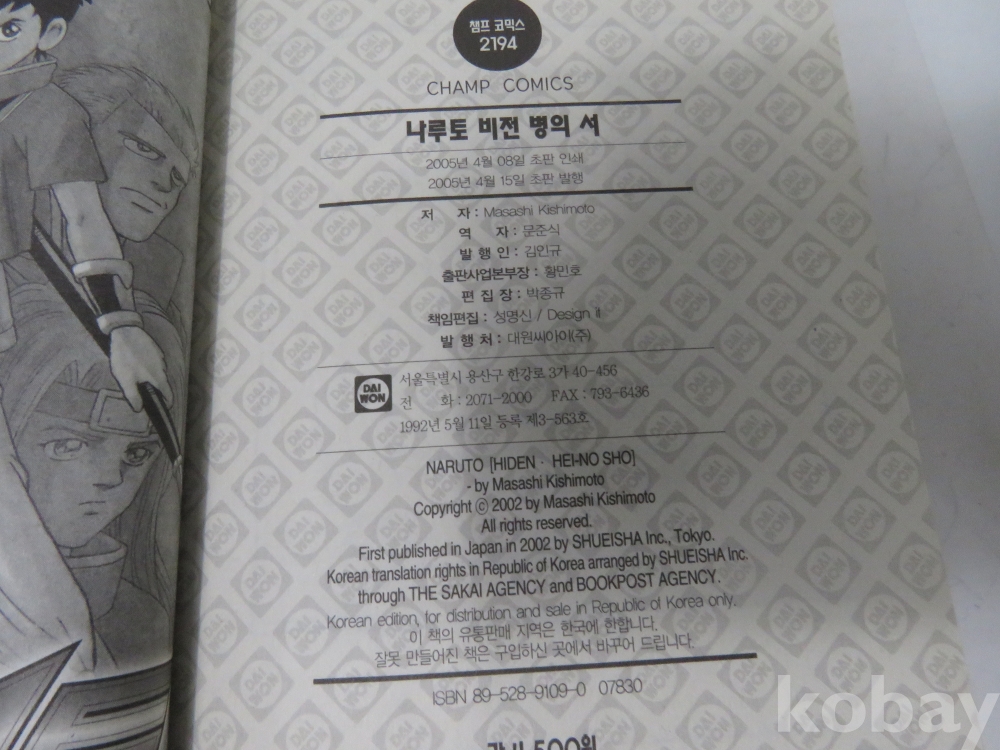 챔프 코믹스
2194
CHAMP COMICS
나루토 비전 병의 서
2005년 4월 08일 초판 인쇄
2005년 4월 15일 초판 발행
저 자 : Masashi Kishimoto
역 자 : 문준식
발 행 인 : 김인규
출판사업본부장 : 황민호
편 집 장 : 박종규
책임편집 : 성명신 / Design il
발 행 처 : 대원씨아이(주)
DAI WON 서울특별시 용산구 한강로 3가 40-456
전 화 : 2071-2000 FAX : 793-6436
1992년 5월 11일 등록 제3-563호
NARUTO [HIDEN · HEI-NO SHO]
- by Masashi Kishimoto
Copyright ⓒ 2002 by Masashi Kishimoto
All rights reserved.
First published in Japan in 2002 by SHUEISHA Inc., Tokyo.
Korean translation rights in Republic of Korea arranged by SHUEISHA Inc.
through THE SAKAI AGENCY and BOOKPOST AGENCY.
Korean edition, for distribution and sale in Republic of Korea only.
이 책의 유통판매 지역은 한국에 한합니다.
잘못 만들어진 책은 구입하신 곳에서 바꾸어 드립니다.
ISBN 89-528-9109-0 07830
500원
kobay